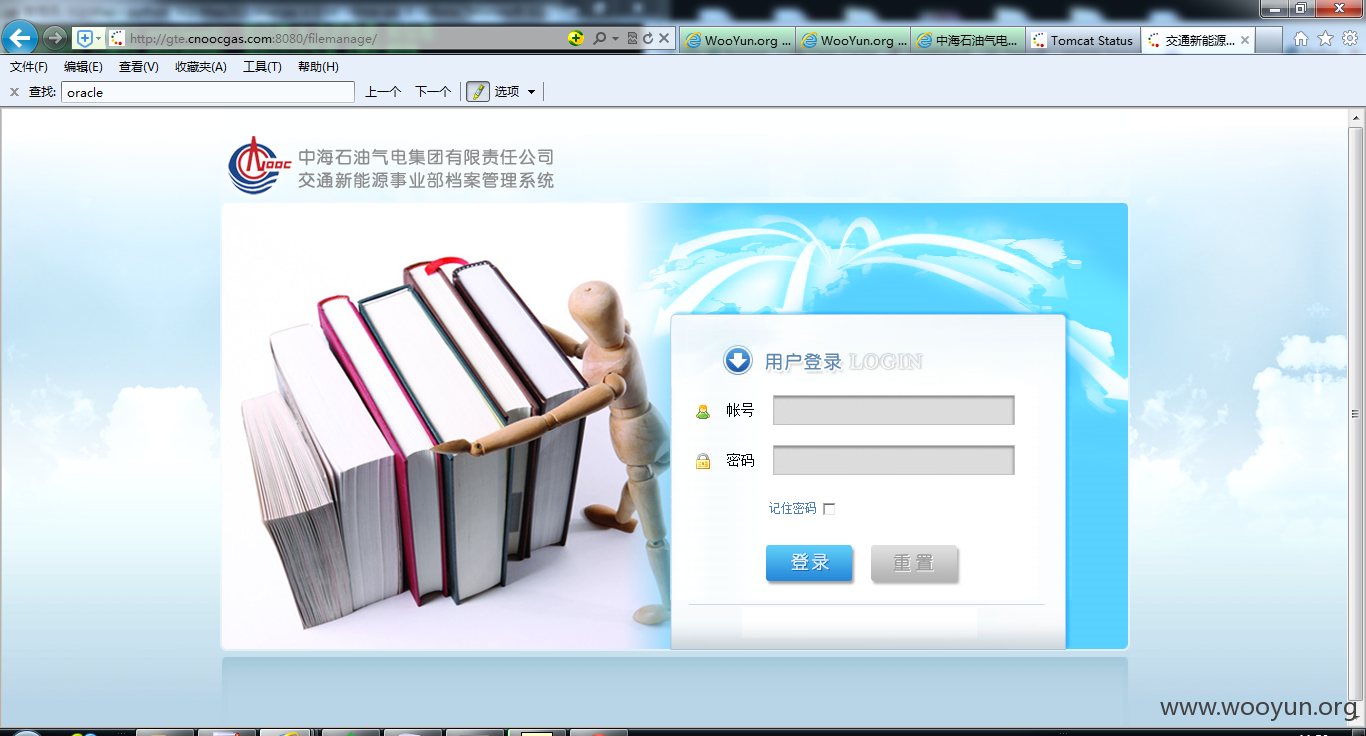 http://gte.cnoocgas.com:8080/filemanage/
WooYun.org ...
WooYun.org ...
中海石油气电...
Tomcat Status
交通新能源...
文件(F) 编辑(E) 查看(V) 收藏夹(A) 工具(T) 帮助(H)
查找: oracle 上一个 下一个 选项
CNOOC
中海石油气电集团有限责任公司
交通新能源事业部档案管理系统
用户登录 LOGIN
帐号
密码
记住密码
登录 重置
www.wooyun.org